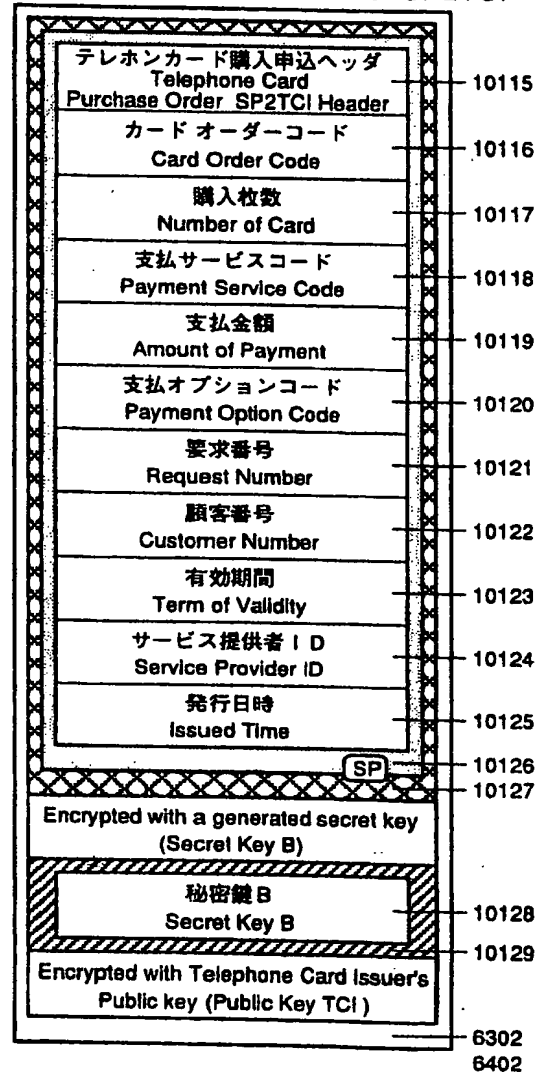 テレホンカード購入申込ヘッダ
Telephone Card
Purchase Order SP2TCI Header
10115
カード オーダーコード
Card Order Code
10116
購入枚数
Number of Card
10117
支払サービスコード
Payment Service Code
10118
支払金額
Amount of Payment
10119
支払オプションコード
Payment Option Code
10120
要求番号
Request Number
10121
顧客番号
Customer Number
10122
有効期間
Term of Validity
10123
サービス提供者ID
Service Provider ID
10124
発行日時
Issued Time
10125
SP
10126
10127
Encrypted with a generated secret key
(Secret Key B)
秘密鍵B
Secret Key B
10128
10129
Encrypted with Telephone Card Issuer's
Public key (Public Key TCI)
6302
6402